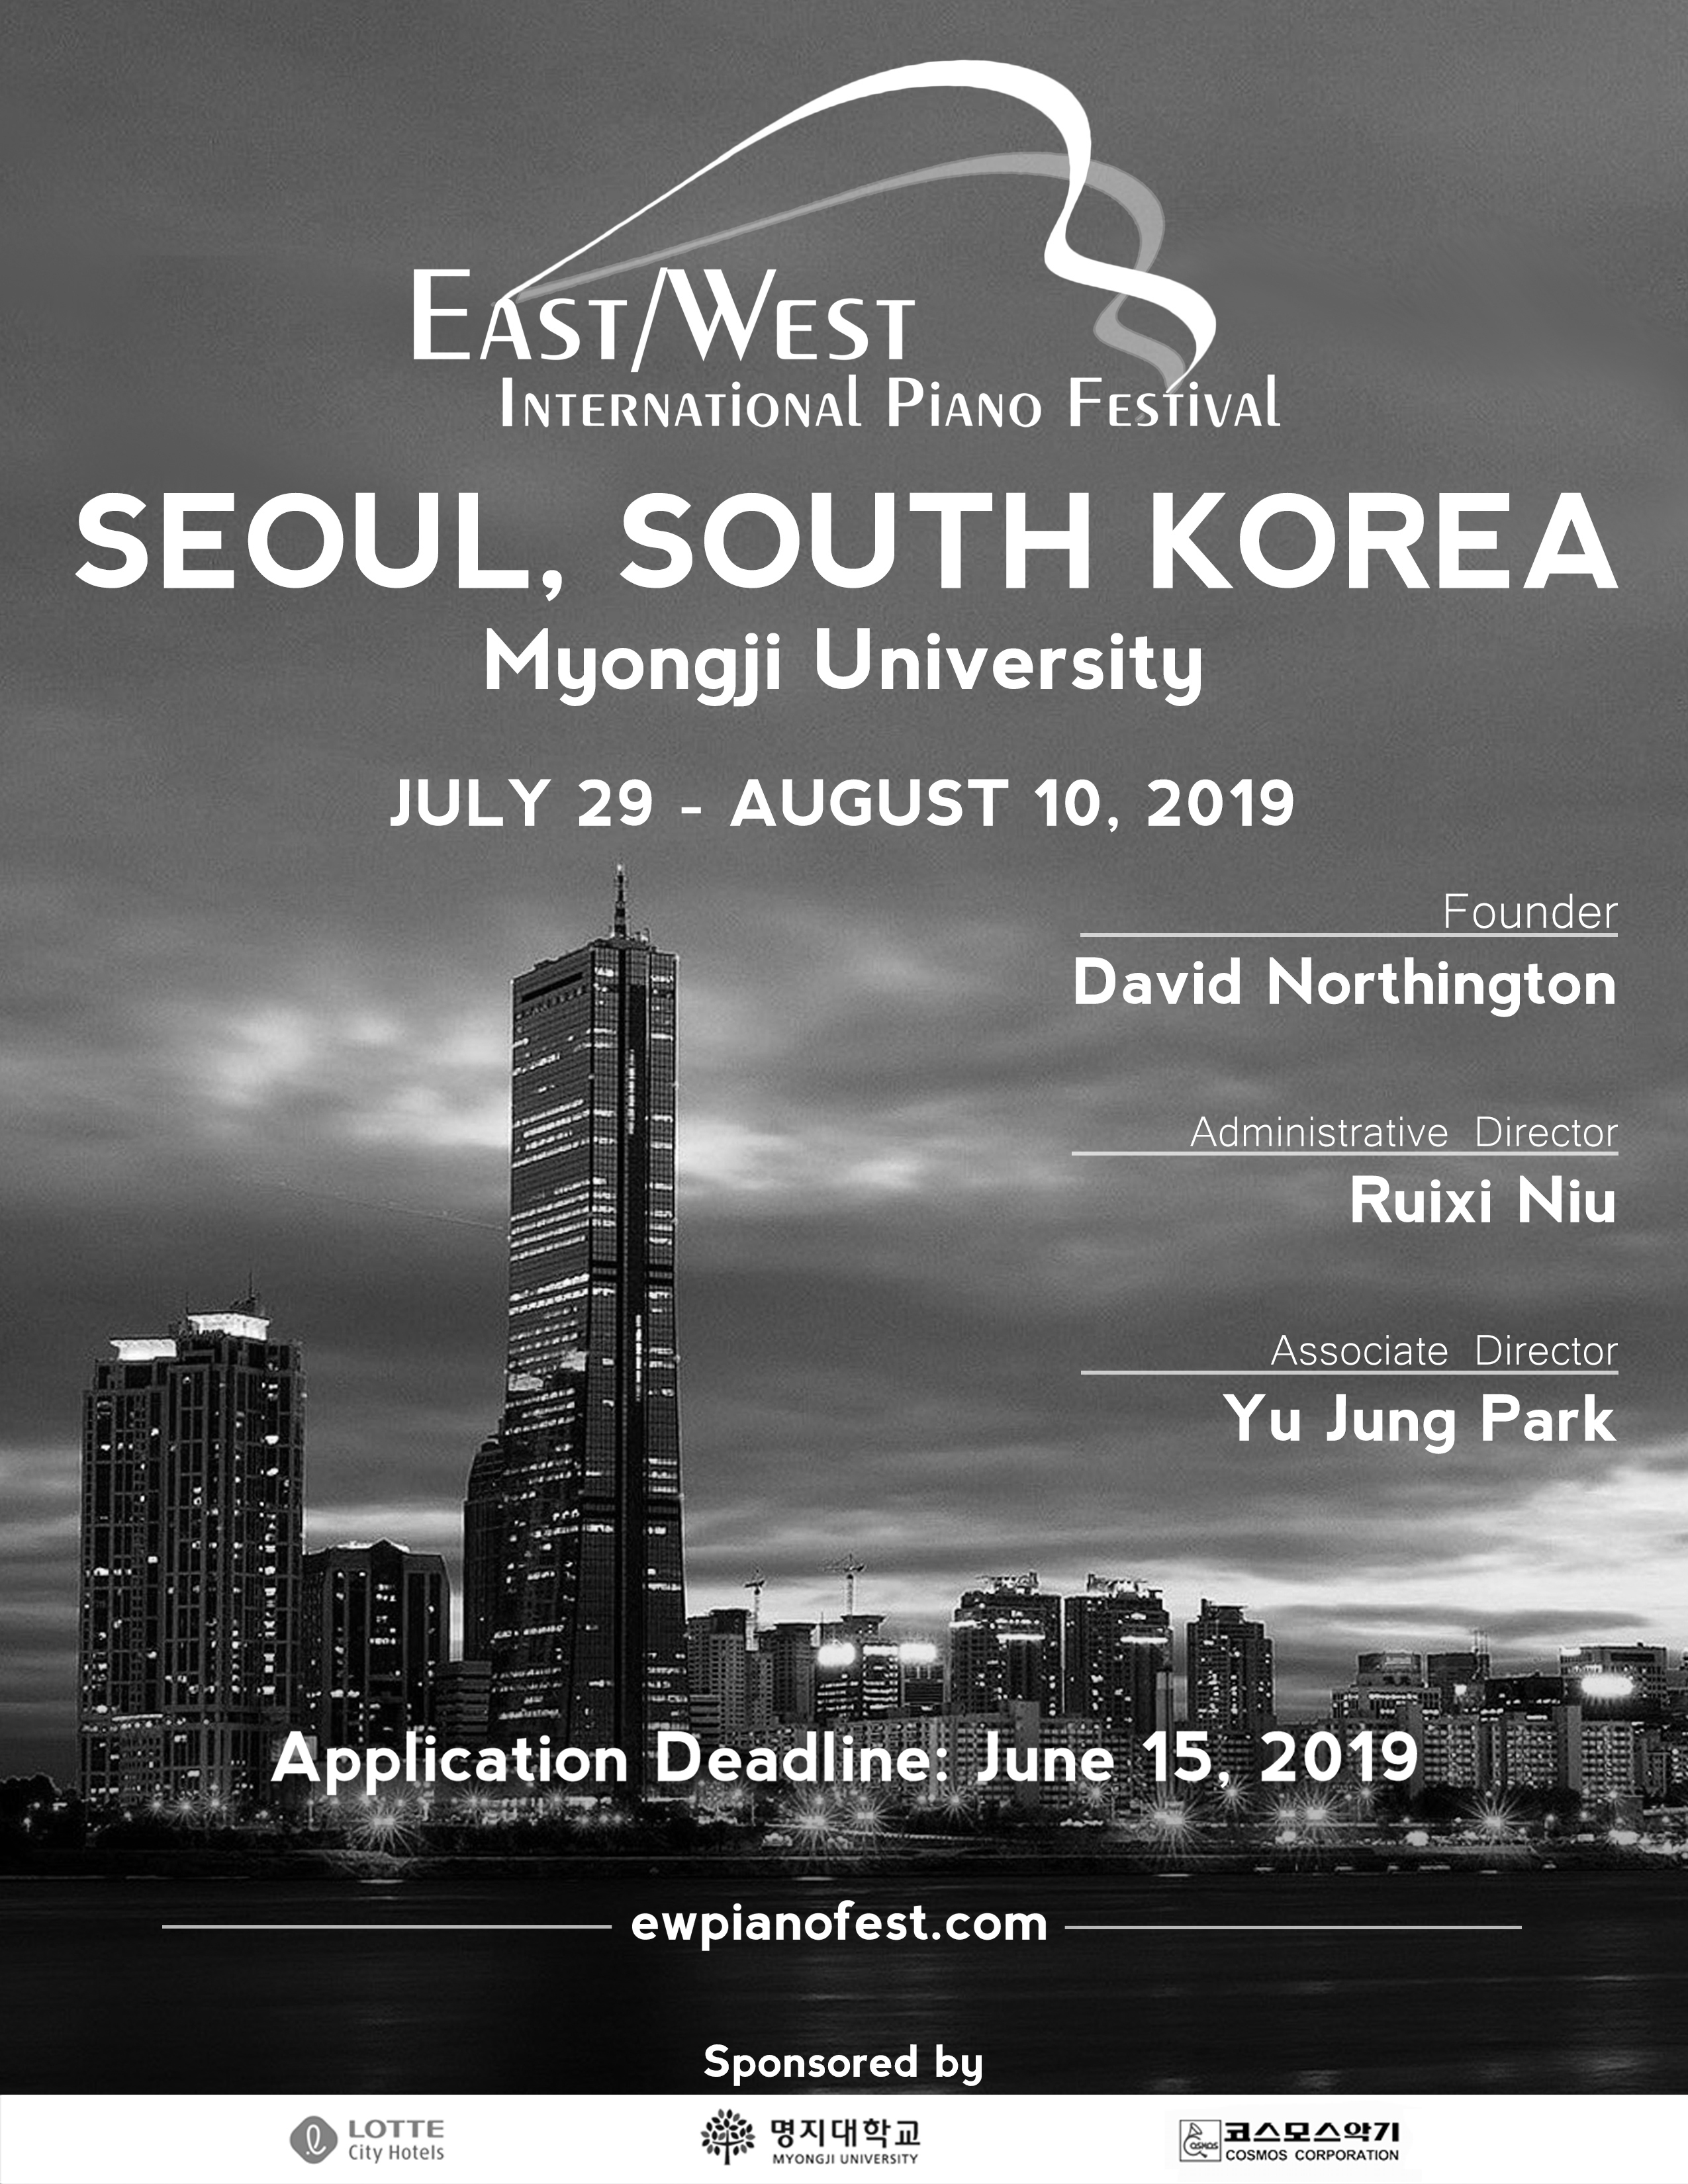 East/West
International Piano Festival
SEOUL, SOUTH KOREA
Myongji University
JULY 29 - AUGUST 10, 2019
Founder
David Northington
Administrative Director
Ruixi Niu
Associate Director
Yu Jung Park
Application Deadline: June 15, 2019
ewpianofest.com
Sponsored by
LOTTE
City Hotels
명지대학교
MYONGJI UNIVERSITY
COSMOS
코스모스악기
COSMOS CORPORATION